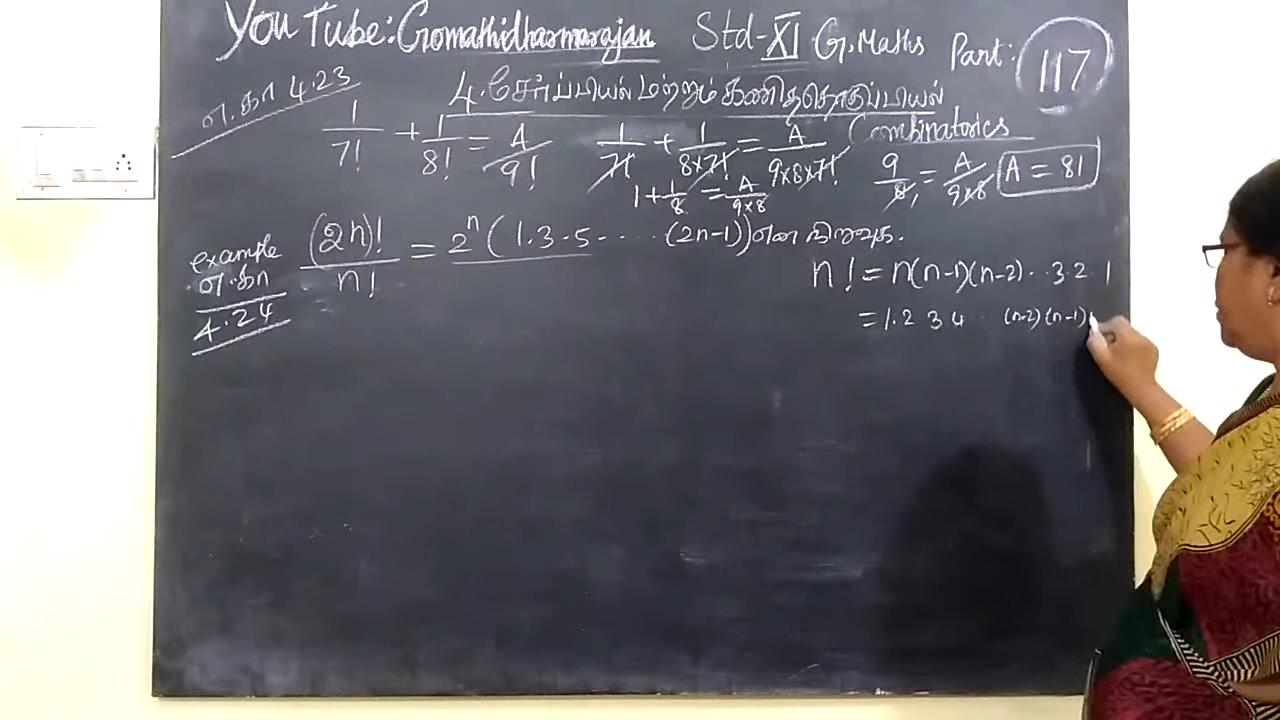 YouTube: Gomathidharmarajan Std-XI G.Maths Part: 117
எ.கா 4.23
4. சேர்ப்பியல் மற்றும் கணிதத்தொகுப்பியல்
Combinatorics
1/7! + 1/8! = A/9!
1/7! + 1/(8×7!) = A/(9×8×7!)
1 + 1/8 = A/(9×8)
9/8 = A/(9×8) A = 81
example எ.கா 4.24
(2n)!/n! = 2ⁿ(1.3.5.... (2n-1)) என நிறுவுக.
n! = n(n-1)(n-2)...3.2.1
= 1.2 3 4 (n-2)(n-1)